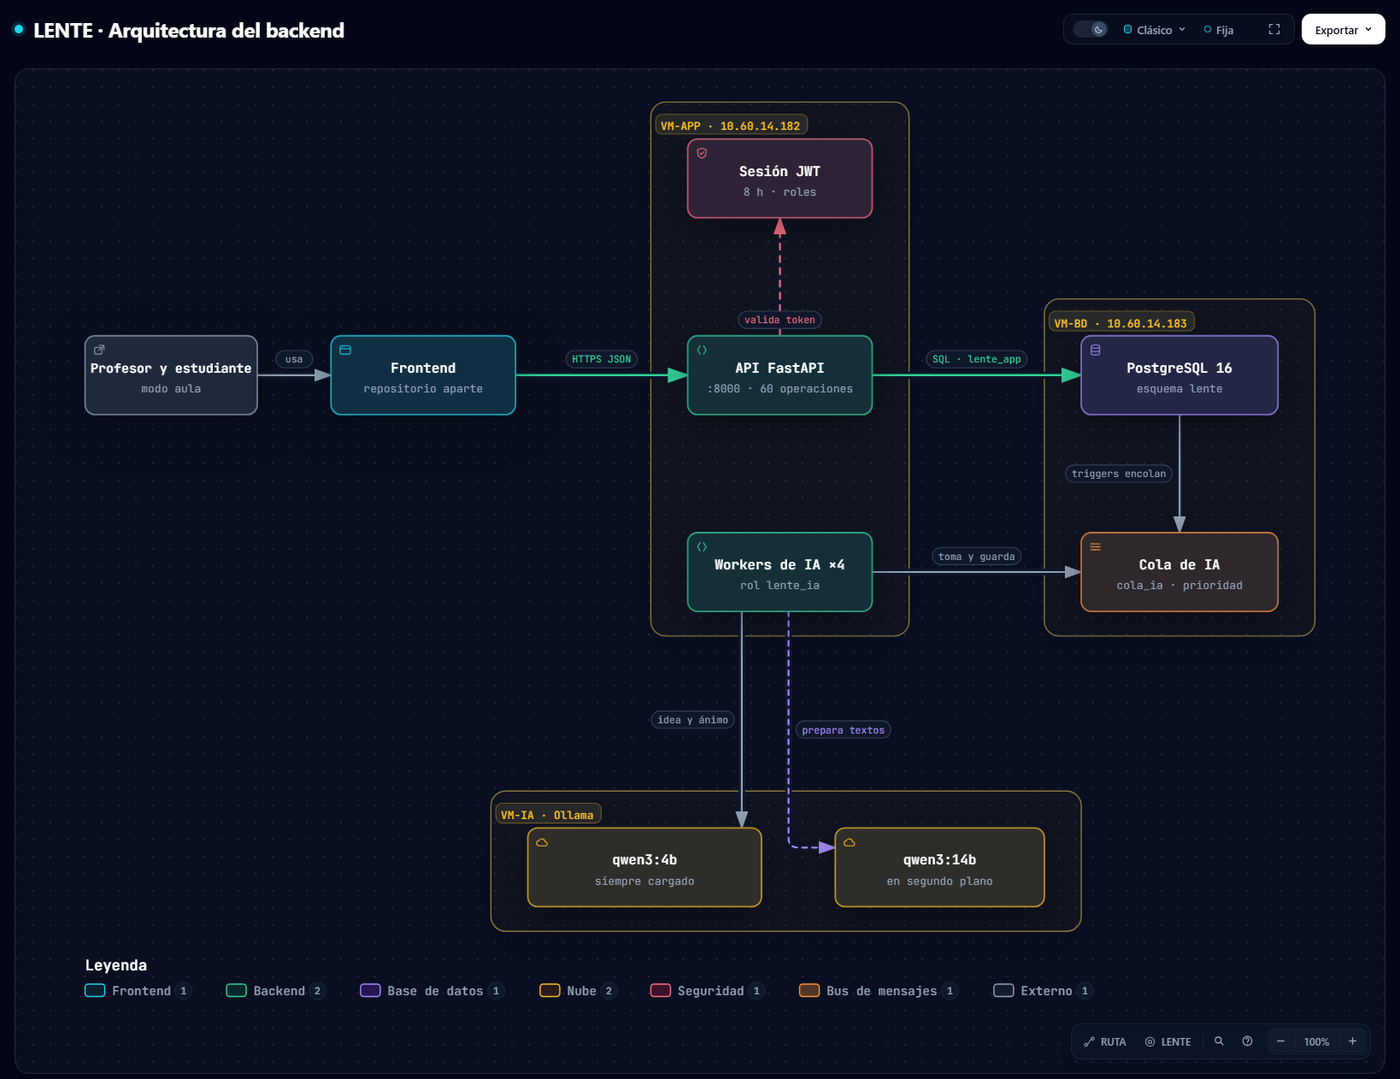 LENTE · Arquitectura del backend
Clásico
Fija
Exportar
VM-APP · 10.60.14.182
Sesión JWT
8 h · roles
valida token
VM-BD · 10.60.14.183
Profesor y estudiante
modo aula
usa
Frontend
repositorio aparte
HTTPS JSON
API FastAPI
:8000 · 60 operaciones
SQL · lente_app
PostgreSQL 16
esquema lente
triggers encolan
Workers de IA ×4
rol lente_ia
toma y guarda
Cola de IA
cola_ia · prioridad
idea y ánimo
prepara textos
VM-IA · Ollama
qwen3:4b
siempre cargado
qwen3:14b
en segundo plano
Leyenda
Frontend 1
Backend 2
Base de datos 1
Nube 2
Seguridad 1
Bus de mensajes 1
Externo 1
RUTA
LENTE
100%